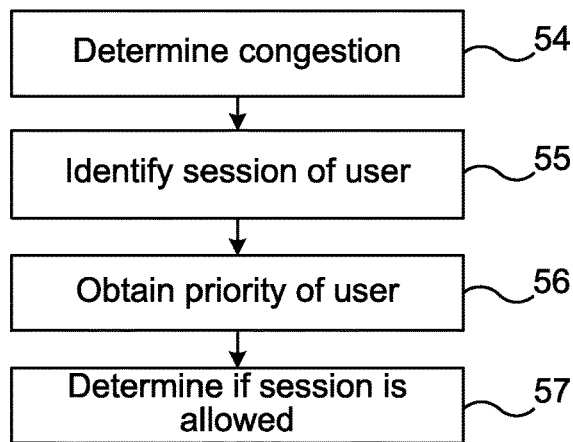 Determine congestion
54
Identify session of user
55
Obtain priority of user
56
Determine if session is
allowed
57